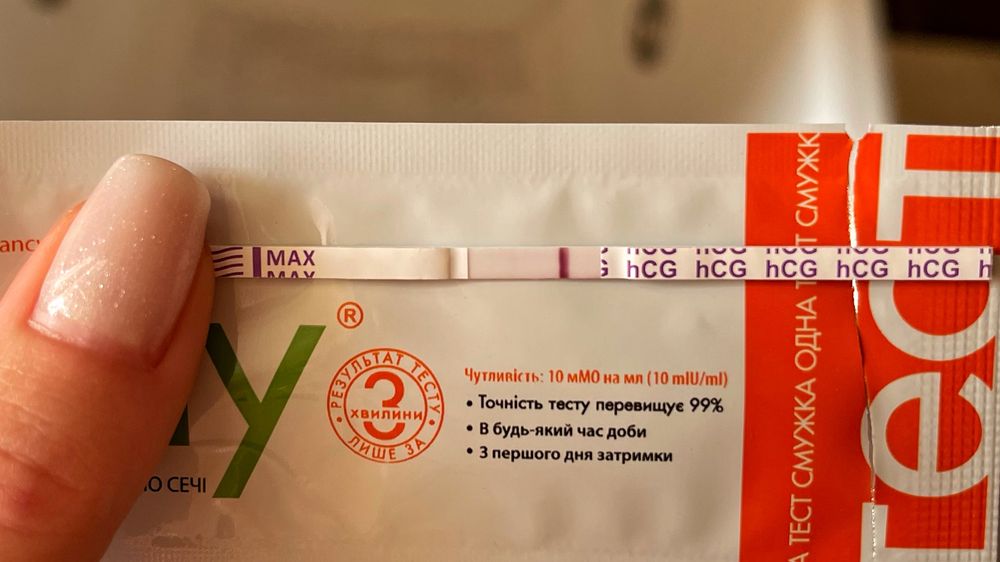 MAX
hCG hCG hCG hCG hCG
®
РЕЗУЛЬТАТ ТЕСТУ
3
ХВИЛИНИ
ЛИШЕ ЗА
Чутливість: 10 мМО на мл (10 mIU/ml)
• Точність тесту перевищує 99%
• В будь-який час доби
• З першого дня затримки
СЕЧІ
ТЕСТ СМУЖКА ОДНА ТЕСТ СМУЖК
Тест